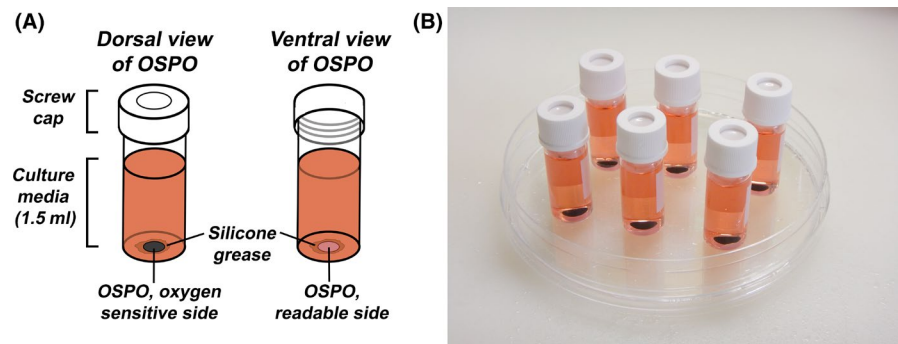 (A)
Dorsal view
of OSPO
Ventral view
of OSPO
Screw
cap
Culture
media
(1.5 ml)
Silicone
grease
OSPO, oxygen
sensitive side
OSPO,
readable side
(B)